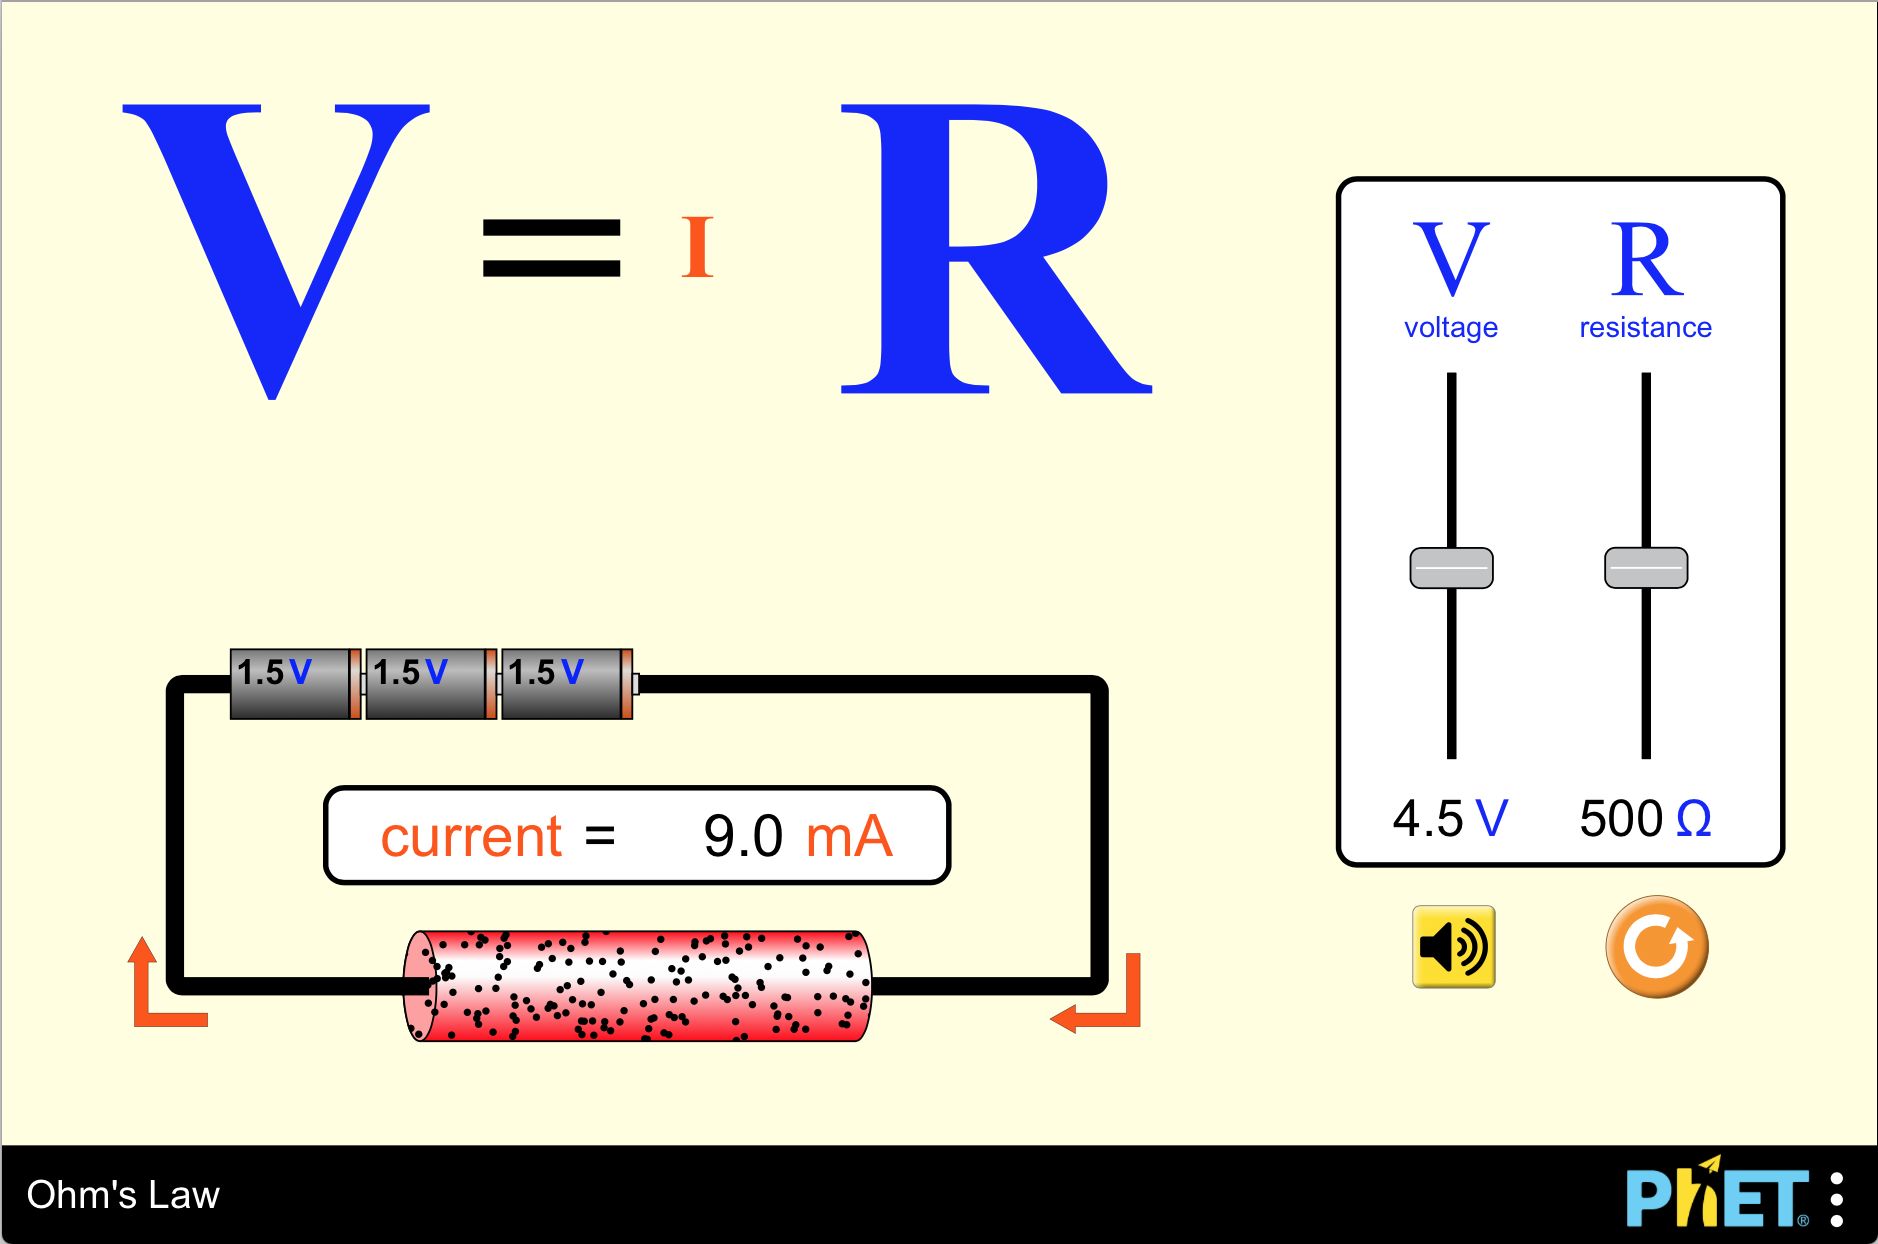 V = I R
V R
voltage resistance
1.5 V 1.5 V 1.5 V
4.5 V 500 Ω
current = 9.0 mA
Ohm's Law
PhET®